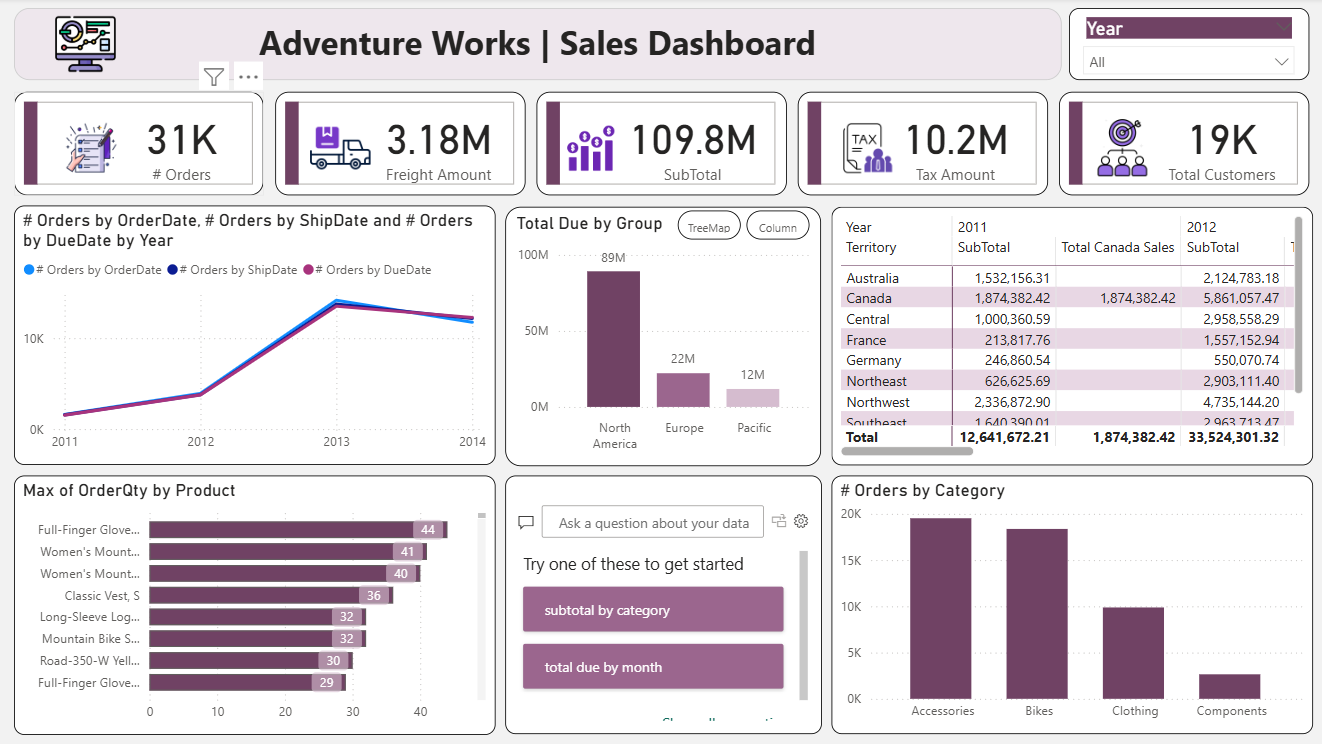 Adventure Works | Sales Dashboard
Year
All
31K
# Orders
3.18M
Freight Amount
109.8M
SubTotal
TAX
10.2M
Tax Amount
19K
Total Customers
# Orders by OrderDate, # Orders by ShipDate and # Orders
by DueDate by Year
# Orders by OrderDate # Orders by ShipDate # Orders by DueDate
10K
0K
2011 2012 2013 2014
Total Due by Group
TreeMap
Column
100M
50M
0M
89M
22M
12M
North
America
Europe
Pacific
Year 2011 2012
Territory SubTotal Total Canada Sales SubTotal
Australia 1,532,156.31 2,124,783.18
Canada 1,874,382.42 1,874,382.42 5,861,057.47
Central 1,000,360.59 2,958,558.29
France 213,817.76 1,557,152.94
Germany 246,860.54 550,070.74
Northeast 626,625.69 2,903,111.40
Northwest 2,336,872.90 4,735,144.20
Southeast 1,640,390.01 2,963,713.47
Total 12,641,672.21 1,874,382.42 33,524,301.32
Max of OrderQty by Product
Full-Finger Glove... 44
Women's Mount... 41
Women's Mount... 40
Classic Vest, S 36
Long-Sleeve Log... 32
Mountain Bike S... 32
Road-350-W Yell... 30
Full-Finger Glove... 29
0 10 20 30 40
Ask a question about your data
Try one of these to get started
subtotal by category
total due by month
# Orders by Category
20K
15K
10K
5K
0K
Accessories Bikes Clothing Components